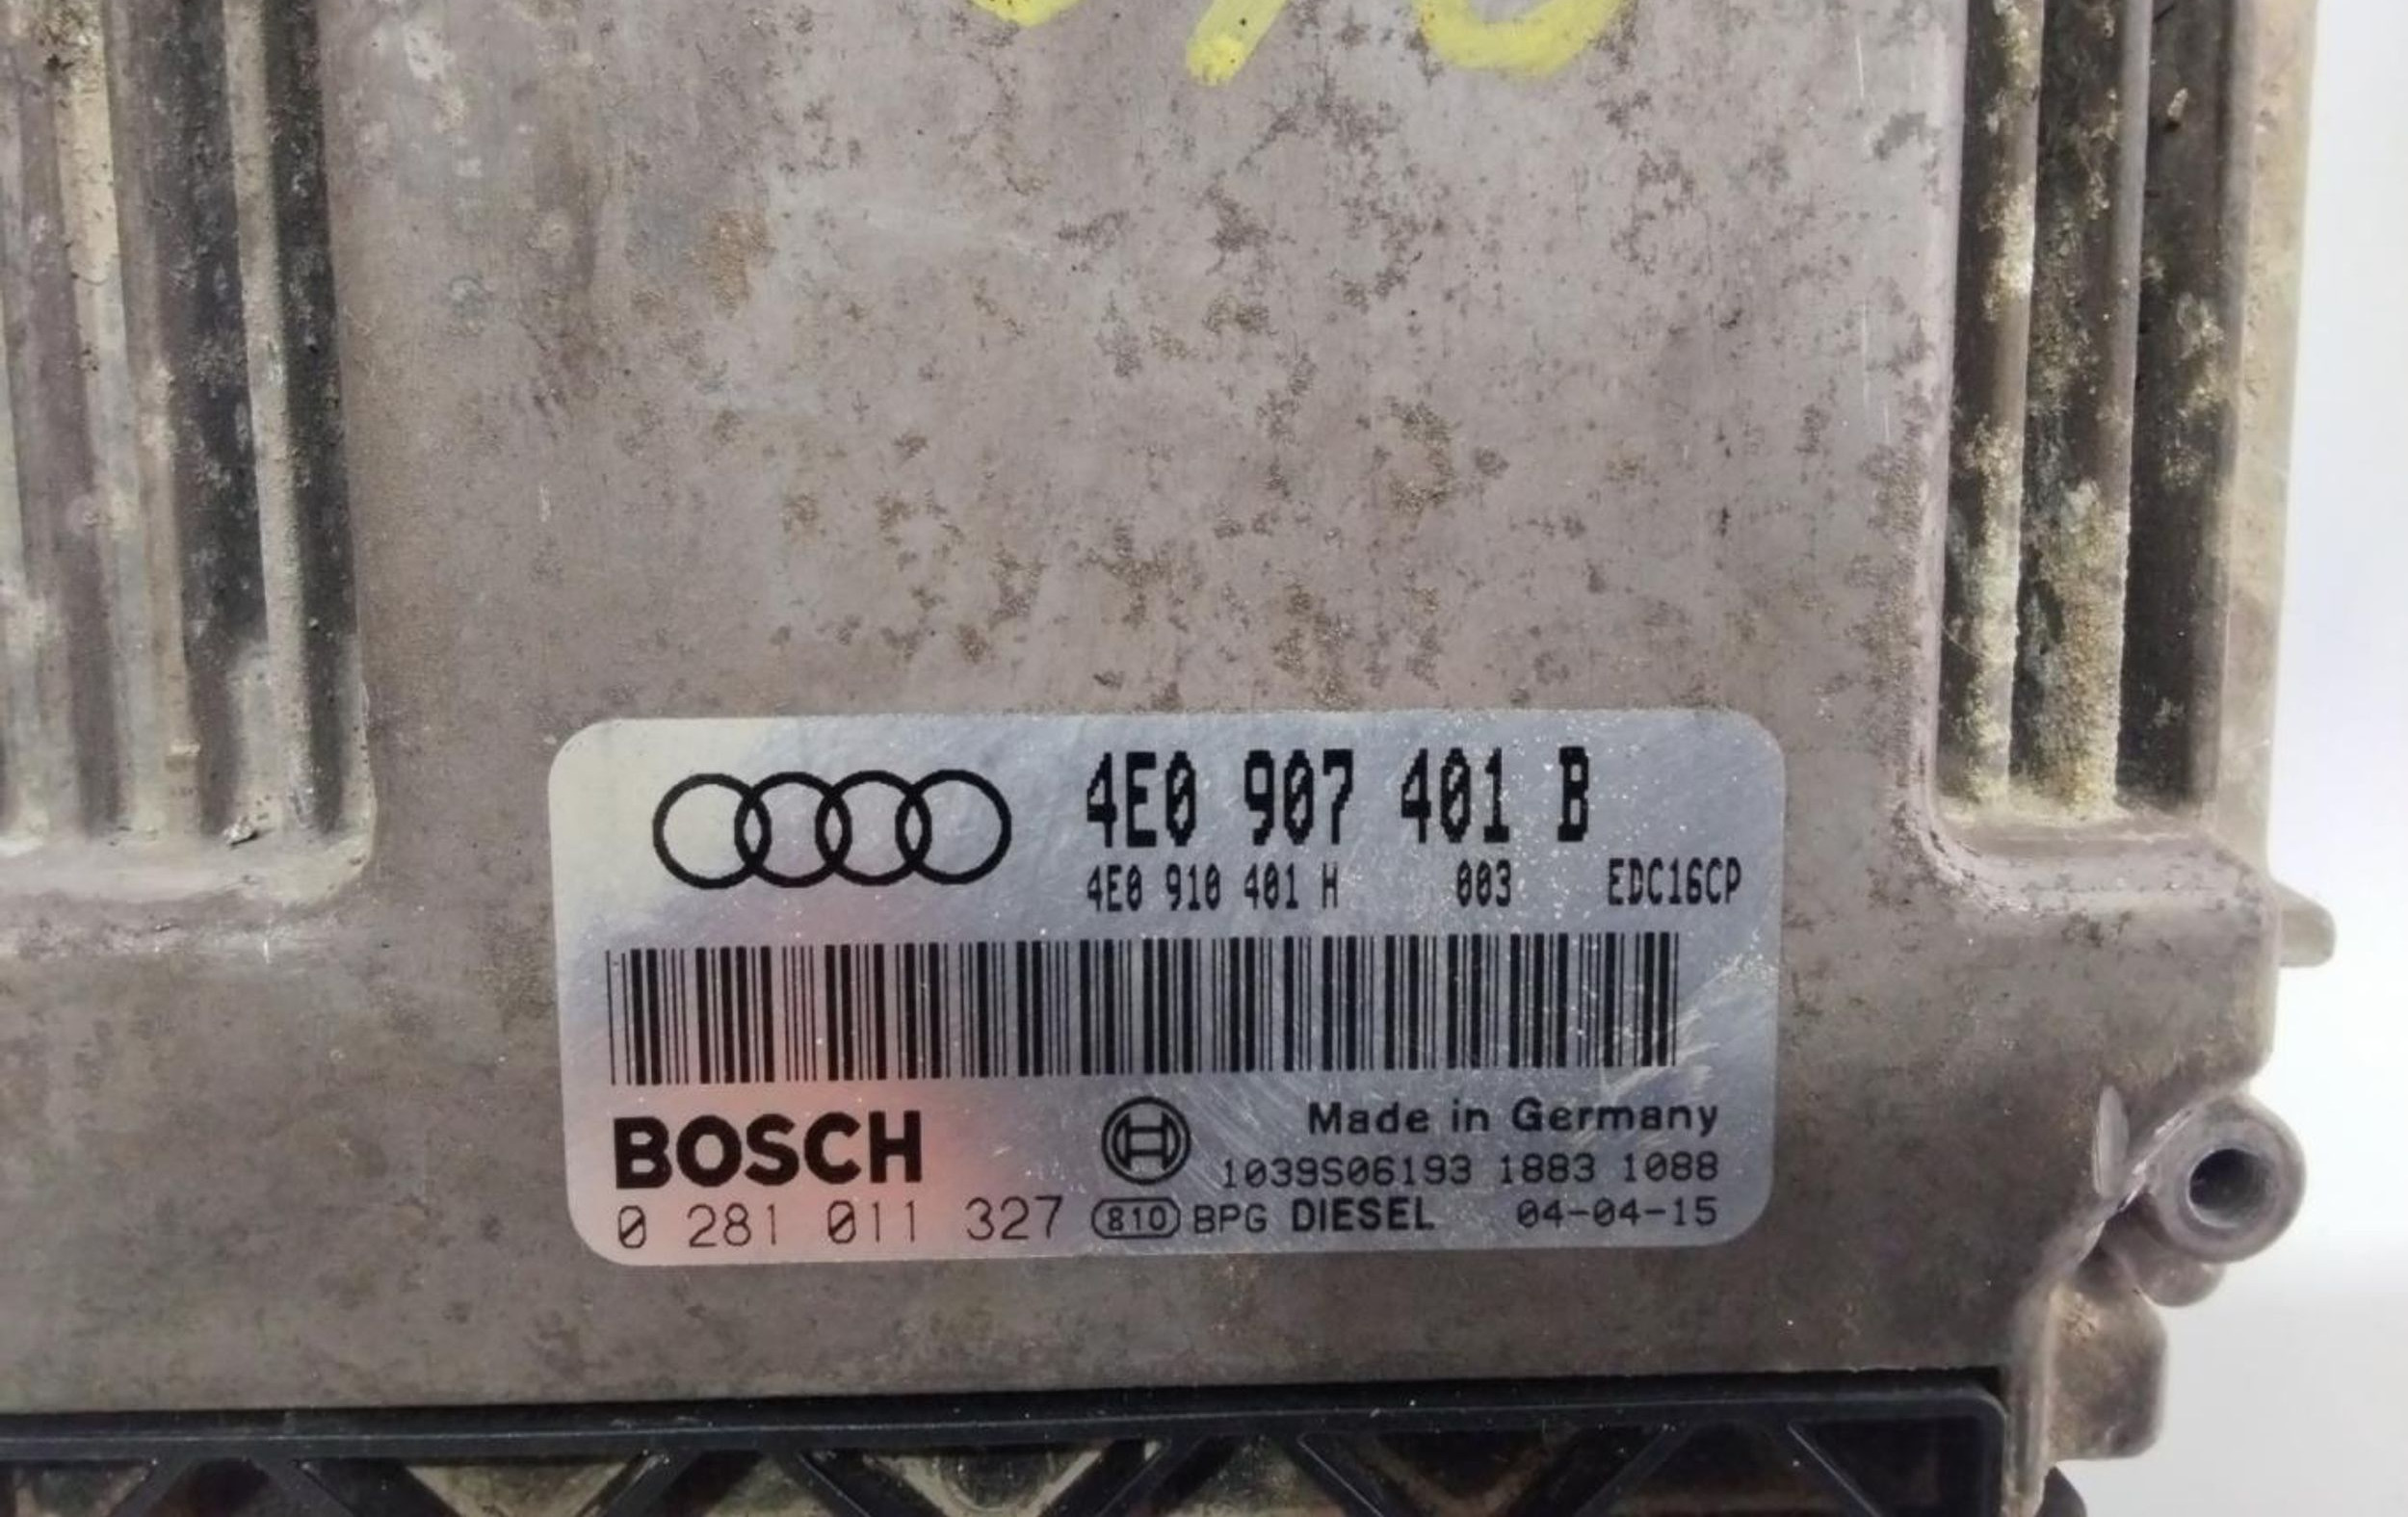 4E0 907 401 B
4E0 910 401 H 003 EDC16CP
BOSCH
Made in Germany
1039S06193 1883 1088
0 281 011 327 810 BPG DIESEL 04-04-15